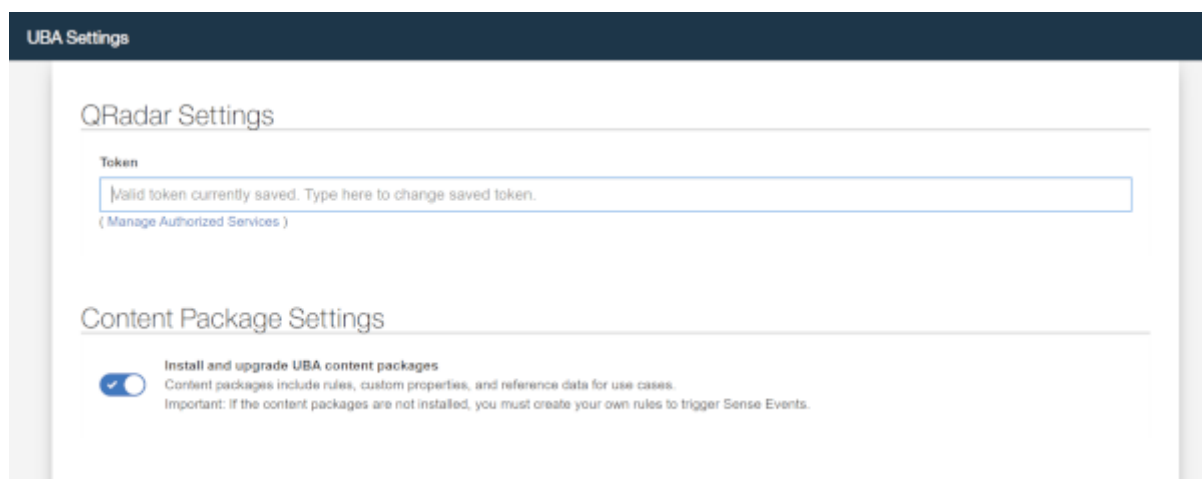 UBA Settings
QRadar Settings
Token
Valid token currently saved. Type here to change saved token.
( Manage Authorized Services )
Content Package Settings
Install and upgrade UBA content packages
Content packages include rules, custom properties, and reference data for use cases.
Important: If the content packages are not installed, you must create your own rules to trigger Sense Events.